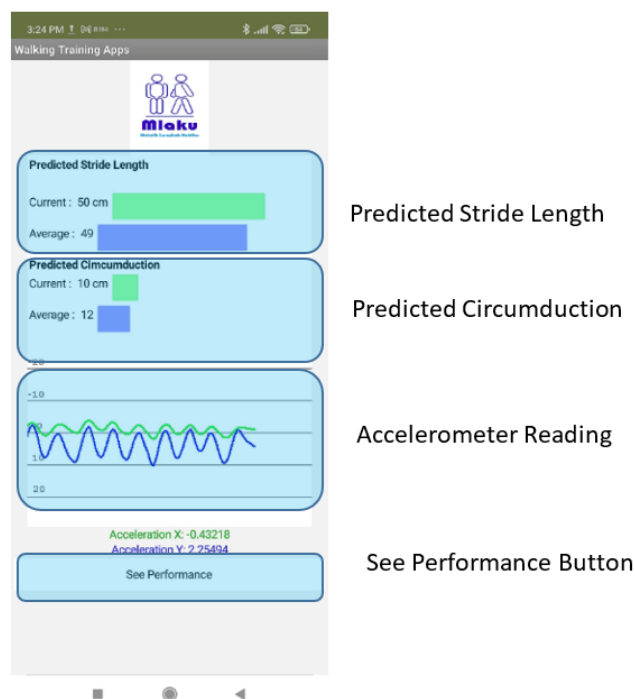 3:24 PM
Walking Training Apps
Mlaku
Predicted Stride Length
Current : 50 cm
Average : 49
Predicted Stride Length
Predicted Cimcumduction
Current : 10 cm
Average : 12
Predicted Circumduction
-20
-10
10
20
Accelerometer Reading
Acceleration X: -0.43218
Acceleration Y: 2.25494
See Performance
See Performance Button